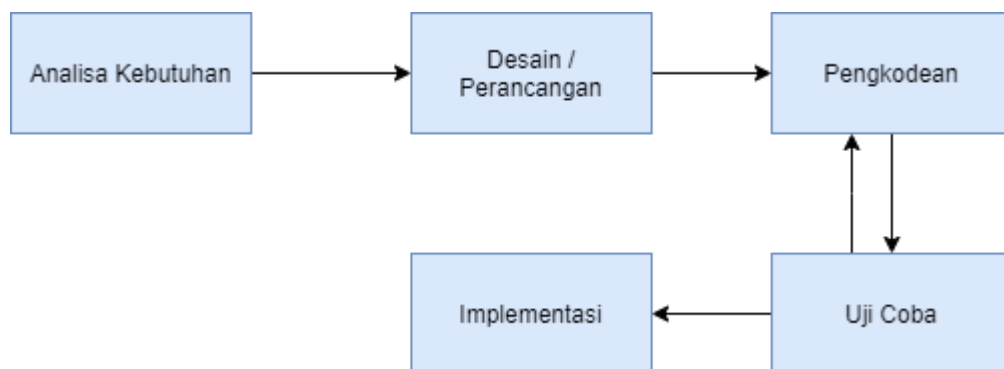 Analisa Kebutuhan
Desain /
Perancangan
Pengkodean
Implementasi
Uji Coba